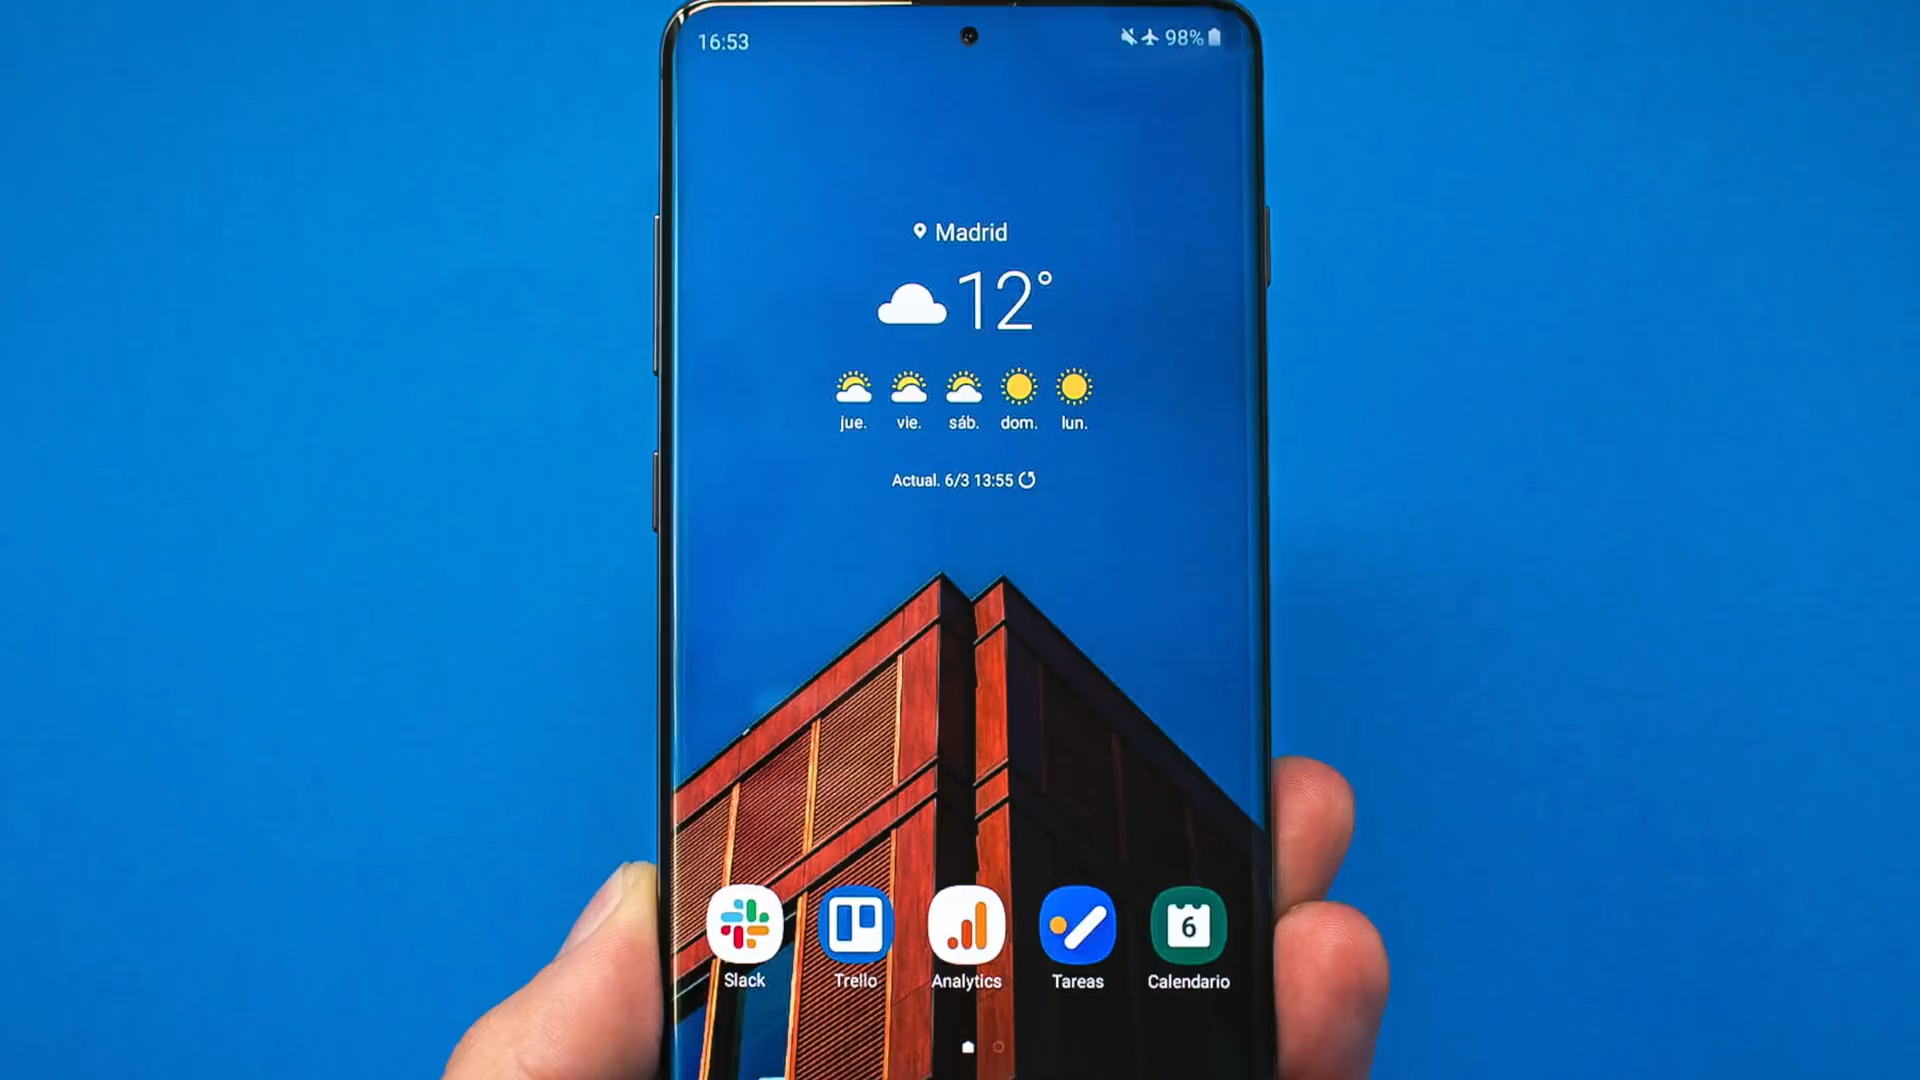 16:53
98%
Madrid
12°
jue. vie. sáb. dom. lun.
Actual. 6/3 13:55
6
Slack Trello Analytics Tareas Calendario